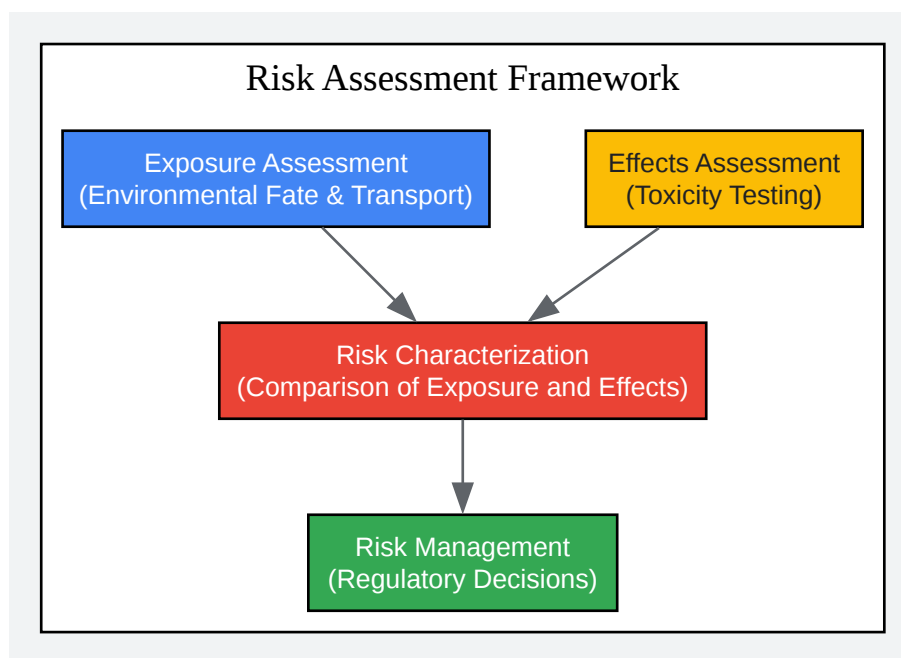 Risk Assessment Framework
Exposure Assessment
(Environmental Fate & Transport)
Effects Assessment
(Toxicity Testing)
Risk Characterization
(Comparison of Exposure and Effects)
Risk Management
(Regulatory Decisions)